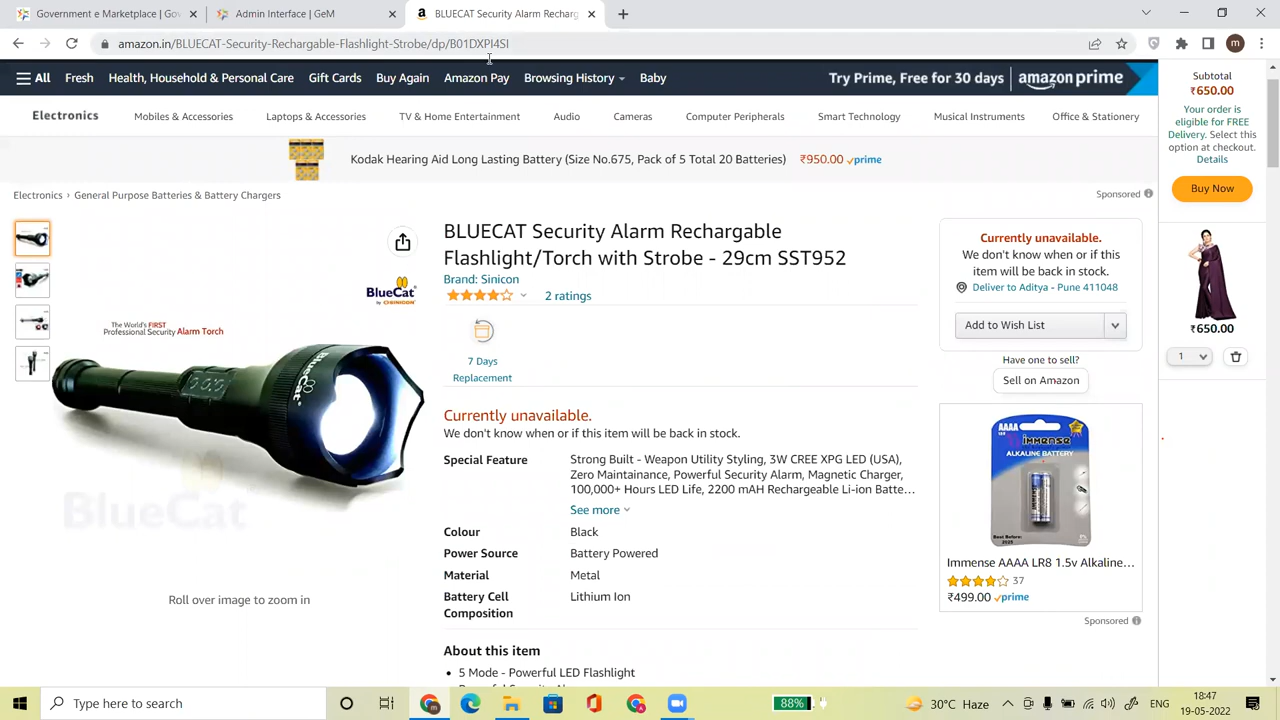 Government e Marketplace | Gov
Admin Interface | GeM
BLUECAT Security Alarm Recharg
amazon.in/BLUECAT-Security-Rechargable-Flashlight-Strobe/dp/B01DXPI4SI
m
All Fresh Health, Household & Personal Care Gift Cards Buy Again Amazon Pay Browsing History Baby
Try Prime, Free for 30 days amazon prime
Electronics Mobiles & Accessories Laptops & Accessories TV & Home Entertainment Audio Cameras Computer Peripherals Smart Technology Musical Instruments Office & Stationery
Kodak Hearing Aid Long Lasting Battery (Size No.675, Pack of 5 Total 20 Batteries) ₹950.00 prime
Electronics › General Purpose Batteries & Battery Chargers
Sponsored
BlueCat
by SINICON
The World's FIRST
Professional Security Alarm Torch
BlueCat
BlueCat
Roll over image to zoom in
BLUECAT Security Alarm Rechargable
Flashlight/Torch with Strobe - 29cm SST952
Brand: Sinicon
2 ratings
7 Days
Replacement
Currently unavailable.
We don't know when or if this item will be back in stock.
Special Feature Strong Built - Weapon Utility Styling, 3W CREE XPG LED (USA),
Zero Maintainance, Powerful Security Alarm, Magnetic Charger,
100,000+ Hours LED Life, 2200 mAH Rechargeable Li-ion Batte…
See more
Colour Black
Power Source Battery Powered
Material Metal
Battery Cell Lithium Ion
Composition
About this item
• 5 Mode - Powerful LED Flashlight
Currently unavailable.
We don't know when or if this
item will be back in stock.
Deliver to Aditya - Pune 411048
Add to Wish List
Have one to sell?
Sell on Amazon
AAAA
immense
ALKALINE BATTERY
Best Before:
2025
Immense AAAA LR8 1.5v Alkaline…
37
₹499.00 prime
Sponsored
Subtotal
₹650.00
Your order is
eligible for FREE
Delivery. Select this
option at checkout.
Details
Buy Now
₹650.00
1
Type here to search
88%
30°C Haze
18:47
19-05-2022